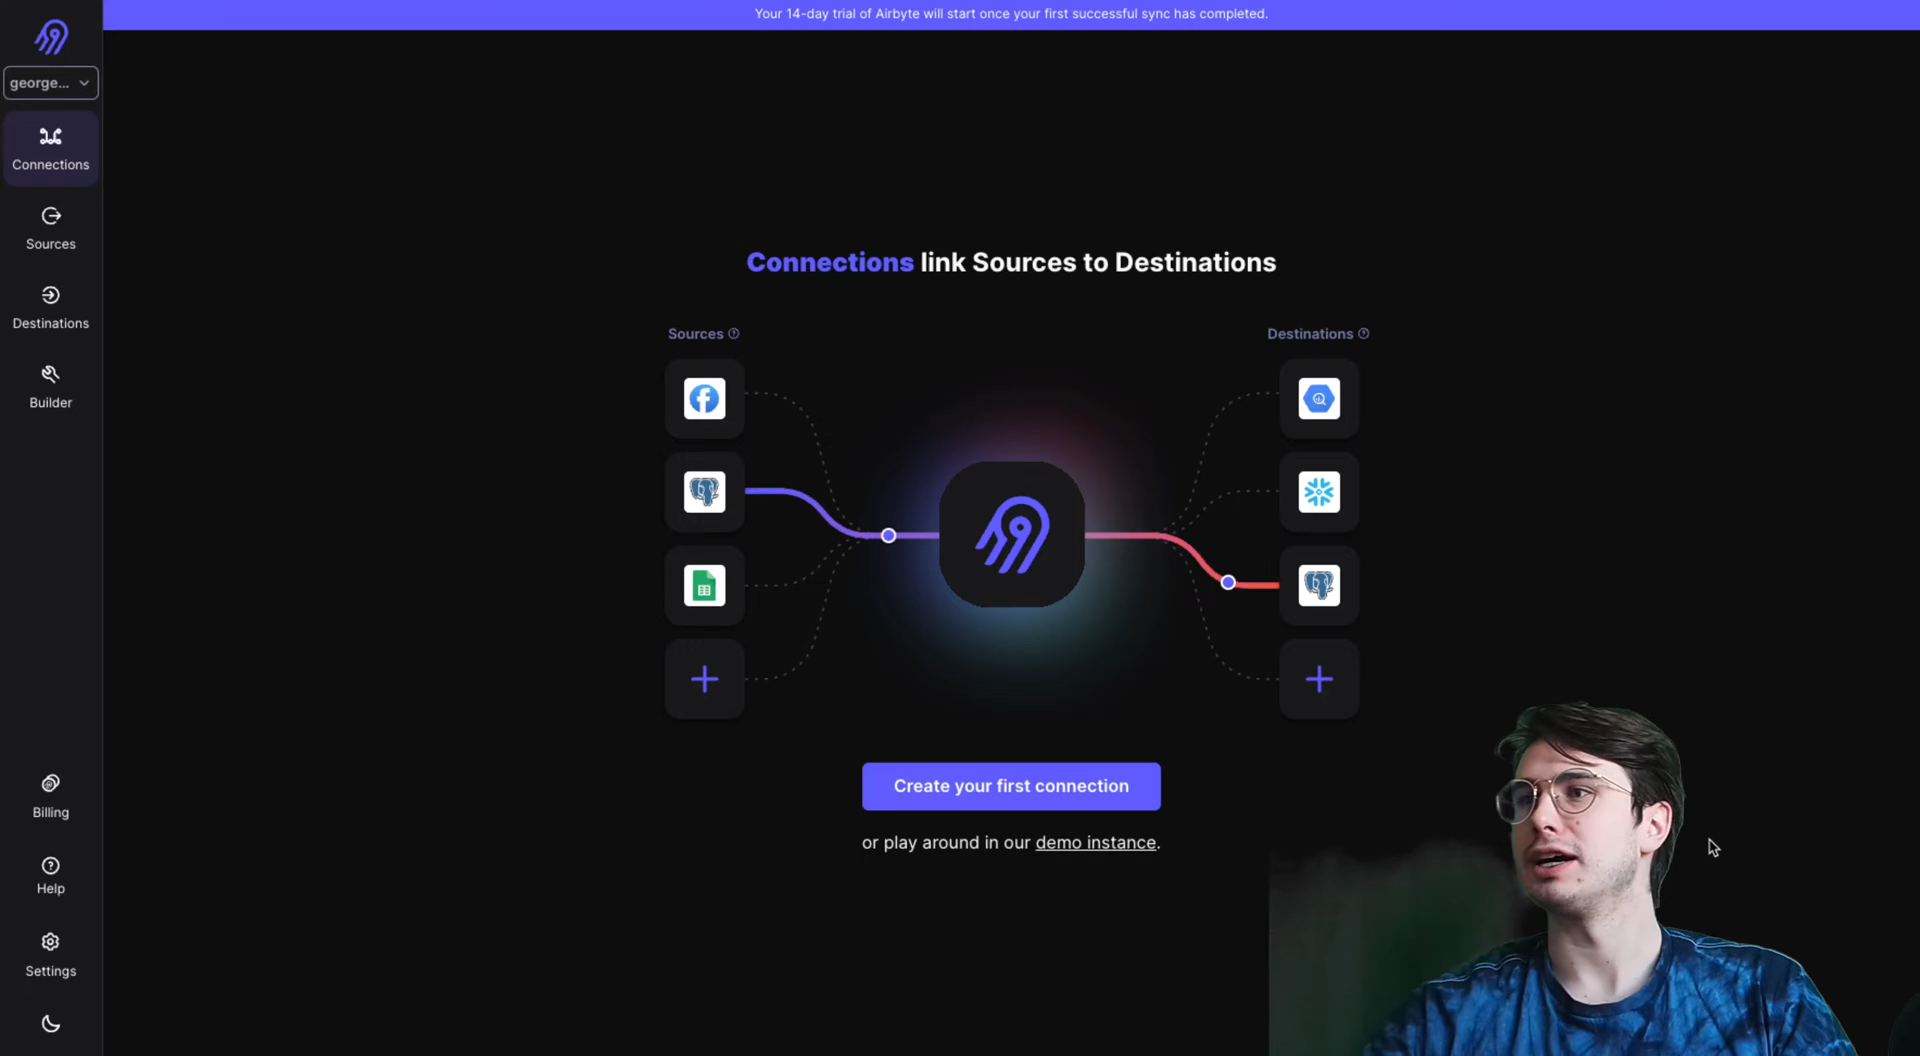 Your 14-day trial of Airbyte will start once your first successful sync has completed.
george...
Connections
Sources
Destinations
Builder
Billing
Help
Settings
Connections link Sources to Destinations
Sources
Destinations
Create your first connection
or play around in our demo instance.